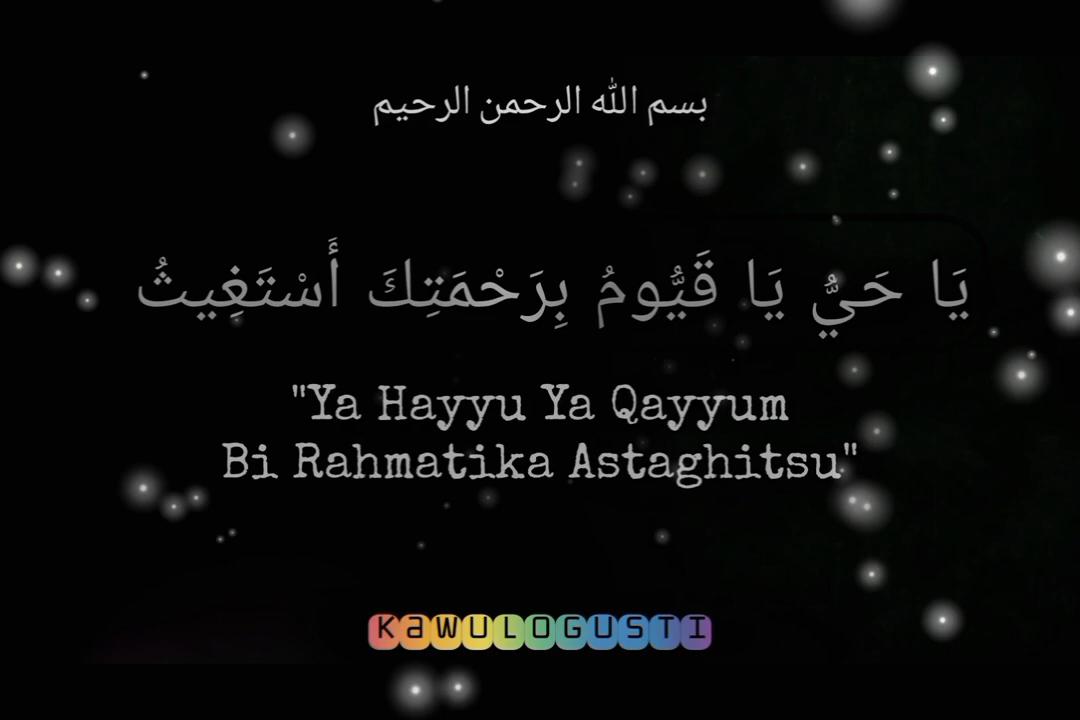 بسم الله الرحمن الرحيم
يَا حَيُّ يَا قَيُّومُ بِرَحْمَتِكَ أَسْتَغِيثُ
"Ya Hayyu Ya Qayyum
Bi Rahmatika Astaghitsu"
KaWULOGUSTI